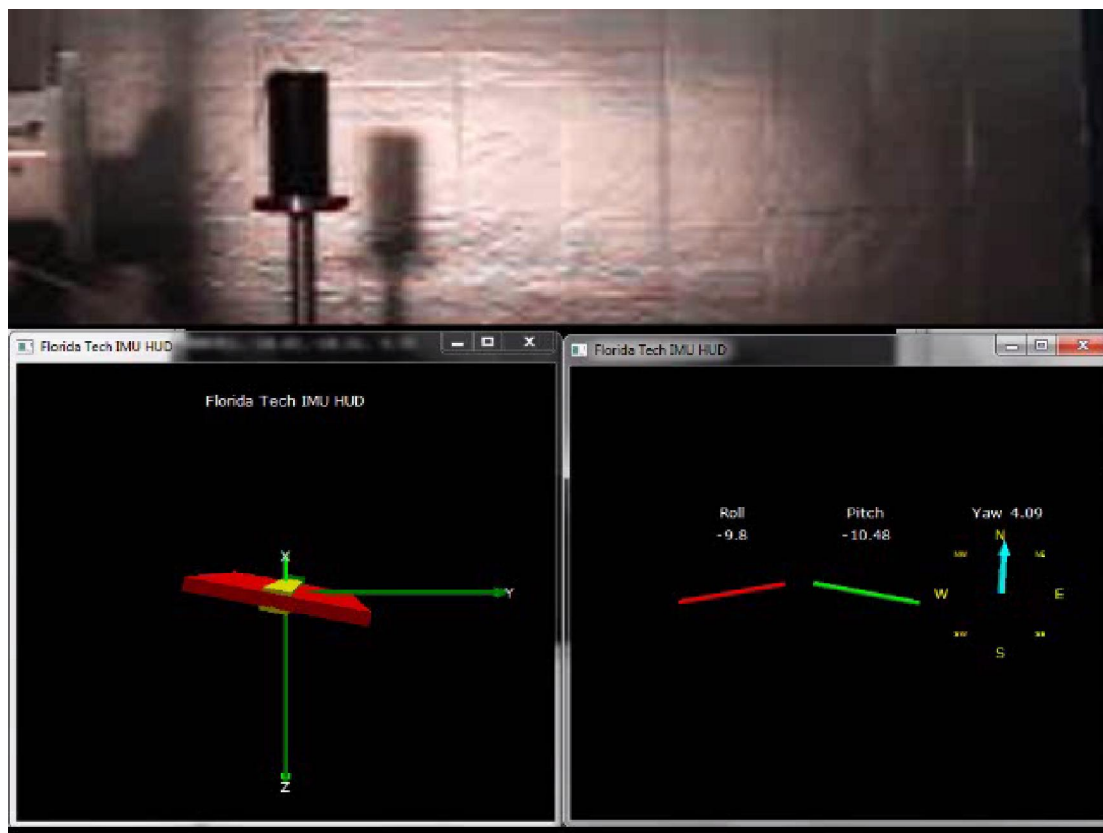 Florida Tech IMU HUD
Florida Tech IMU HUD
X
Y
Z
Florida Tech IMU HUD
Roll
-9.8
Pitch
-10.48
Yaw 4.09
N
W
E
S